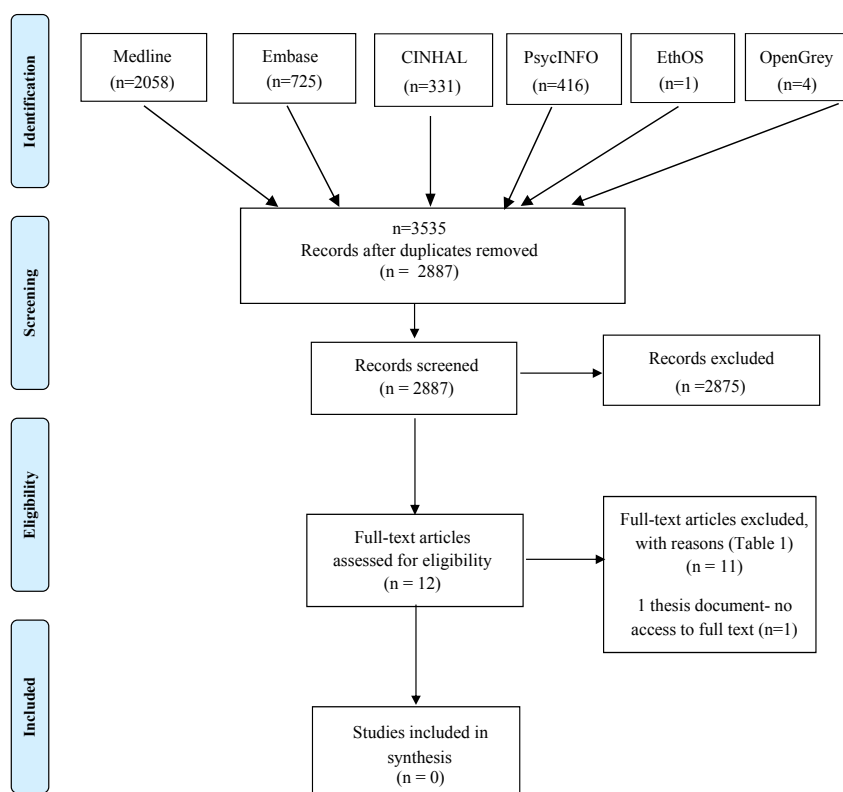 Identification
Medline
(n=2058)
Embase
(n=725)
CINHAL
(n=331)
PsycINFO
(n=416)
EthOS
(n=1)
OpenGrey
(n=4)
Screening
n=3535
Records after duplicates removed
(n = 2887)
Records screened
(n = 2887)
Records excluded
(n =2875)
Eligibility
Full-text articles
assessed for eligibility
(n = 12)
Full-text articles excluded,
with reasons (Table 1)
(n = 11)
1 thesis document- no
access to full text (n=1)
Included
Studies included in
synthesis
(n = 0)